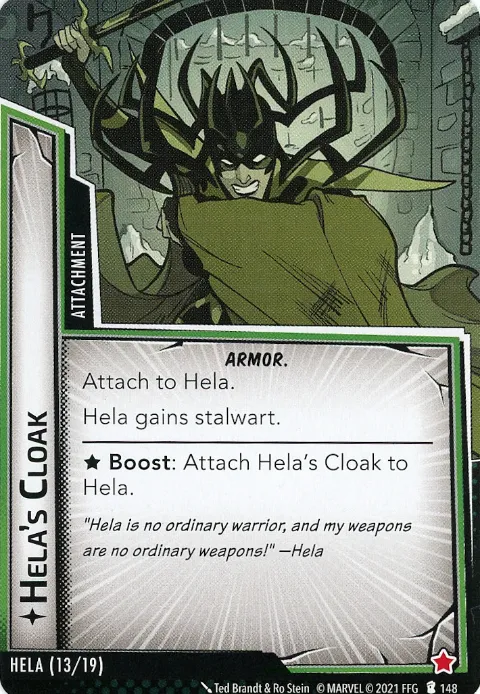 ATTACHMENT
HELA'S CLOAK
ARMOR.
Attach to Hela.
Hela gains stalwart.
★ Boost: Attach Hela's Cloak to
Hela.
"Hela is no ordinary warrior, and my weapons
are no ordinary weapons!" —Hela
HELA (13/19)
Ted Brandt & Ro Stein © MARVEL © 2021 FFG 148